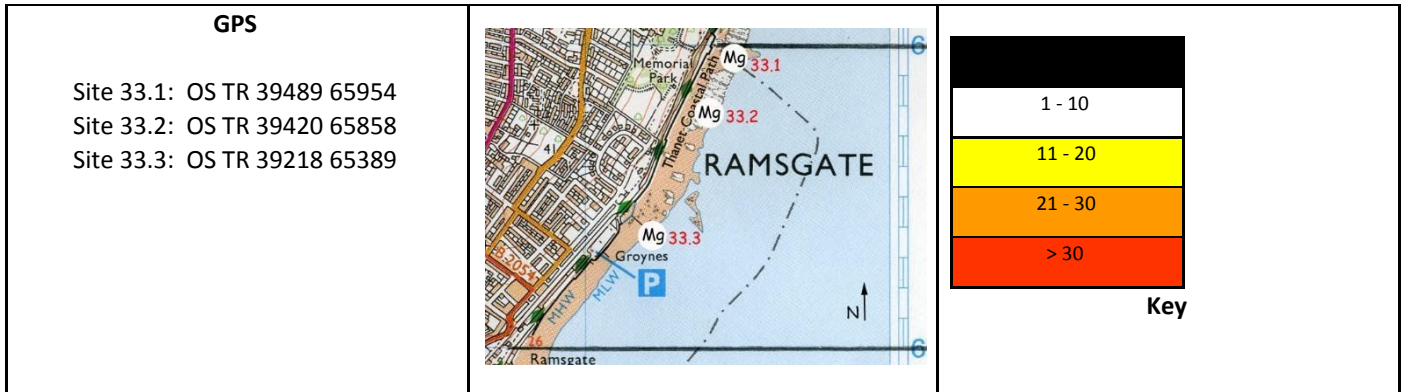 GPS
Site 33.1: OS TR 39489 65954
Site 33.2: OS TR 39420 65858
Site 33.3: OS TR 39218 65389
6
Mg 33.1
Memorial
Park
Thanet Coastal Path
Mg 33.2
41
RAMSGATE
Mg 33.3
Groynes
B 2054
P
MHW
MLW
N
26
6
Ramsgate
1 - 10
11 - 20
21 - 30
> 30
Key